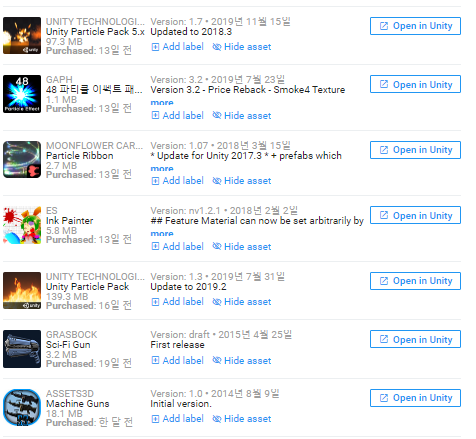 UNITY TECHNOLOGI...
Version: 1.7 • 2019년 11월 15일
Open in Unity
Unity Particle Pack 5.x
Updated to 2018.3
97.3 MB
Purchased: 13일 전
Add label
Hide asset
unity
GAPH
Version: 3.2 • 2019년 7월 23일
Open in Unity
48 파티클 이펙트 패...
Version 3.2 - Price Reback - Smoke4 Texture
1.1 MB
more
Purchased: 13일 전
Add label
Hide asset
48
Particle Effect
MOONFLOWER CAR...
Version: 1.07 • 2018년 3월 15일
Open in Unity
Particle Ribbon
* Update for Unity 2017.3 * + prefabs which
2.7 MB
more
Purchased: 13일 전
Add label
Hide asset
ES
Version: nv1.2.1 • 2018년 2월 2일
Open in Unity
Ink Painter
## Feature Material can now be set arbitrarily by
5.8 MB
more
Purchased: 13일 전
Add label
Hide asset
UNITY TECHNOLOGI...
Version: 1.3 • 2019년 7월 31일
Open in Unity
Unity Particle Pack
Update to 2019.2
139.3 MB
Purchased: 16일 전
Add label
Hide asset
unity
GRASBOCK
Version: draft • 2015년 4월 25일
Open in Unity
Sci-Fi Gun
First release
3.2 MB
Purchased: 19일 전
Add label
Hide asset
ASSETS3D
Version: 1.0 • 2014년 8월 9일
Open in Unity
Machine Guns
Initial version.
18.1 MB
Purchased: 한 달 전
Add label
Hide asset